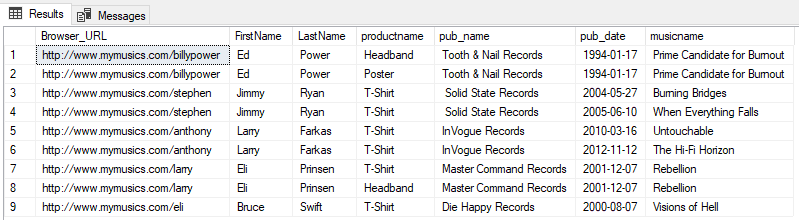 Results Messages
Browser_URL FirstName LastName productname pub_name pub_date musicname
1 http://www.mymusics.com/billypower Ed Power Headband Tooth & Nail Records 1994-01-17 Prime Candidate for Burnout
2 http://www.mymusics.com/billypower Ed Power Poster Tooth & Nail Records 1994-01-17 Prime Candidate for Burnout
3 http://www.mymusics.com/stephen Jimmy Ryan T-Shirt Solid State Records 2004-05-27 Burning Bridges
4 http://www.mymusics.com/stephen Jimmy Ryan T-Shirt Solid State Records 2005-06-10 When Everything Falls
5 http://www.mymusics.com/anthony Larry Farkas T-Shirt InVogue Records 2010-03-16 Untouchable
6 http://www.mymusics.com/anthony Larry Farkas T-Shirt InVogue Records 2012-11-12 The Hi-Fi Horizon
7 http://www.mymusics.com/larry Eli Prinsen T-Shirt Master Command Records 2001-12-07 Rebellion
8 http://www.mymusics.com/larry Eli Prinsen Headband Master Command Records 2001-12-07 Rebellion
9 http://www.mymusics.com/eli Bruce Swift T-Shirt Die Happy Records 2000-08-07 Visions of Hell